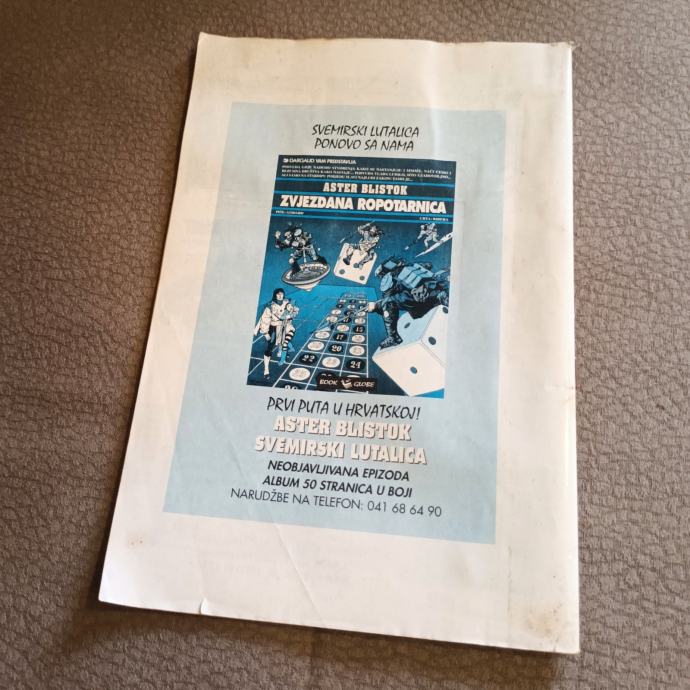 SVEMIRSKI LUTALICA
PONOVO SA NAMA
DARGAUD VAM PREDSTAVLJA
ASTER BLISTOK
ZVJEZDANA ROPOTARNICA
BOOK GLOBE
PRVI PUTA U HRVATSKOJ!
ASTER BLISTOK
SVEMIRSKI LUTALICA
NEOBJAVLJIVANA EPIZODA
ALBUM 50 STRANICA U BOJI
NARUDŽBE NA TELEFON: 041 68 64 90